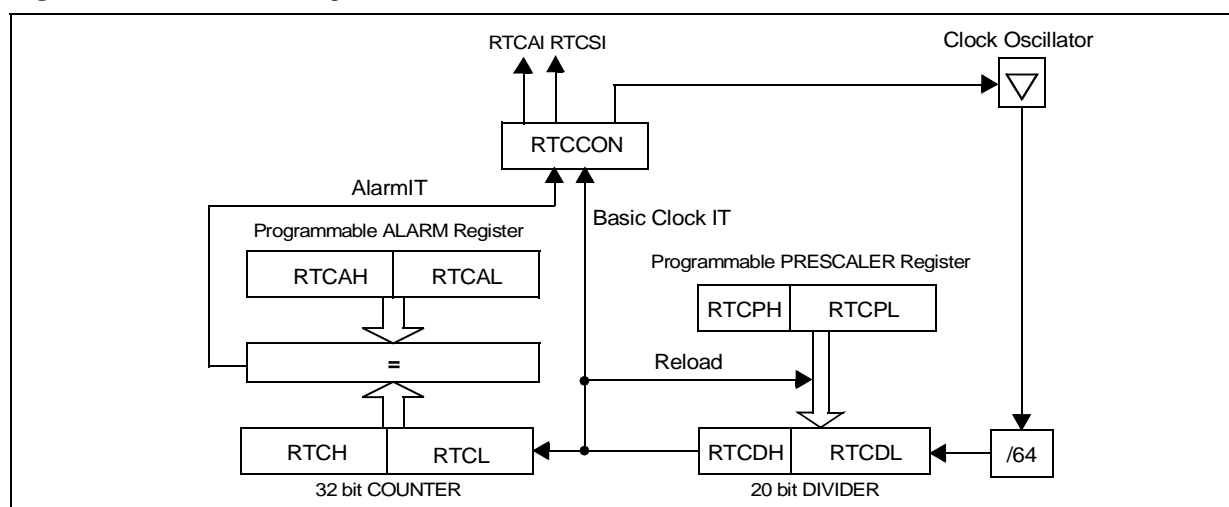 RTCAI RTCSI
Clock Oscillator
RTCCON
AlarmIT
Basic Clock IT
Programmable ALARM Register
RTCAH RTCAL
Programmable PRESCALER Register
RTCPH RTCPL
=
Reload
RTCH RTCL
RTCDH RTCDL
/64
32 bit COUNTER
20 bit DIVIDER